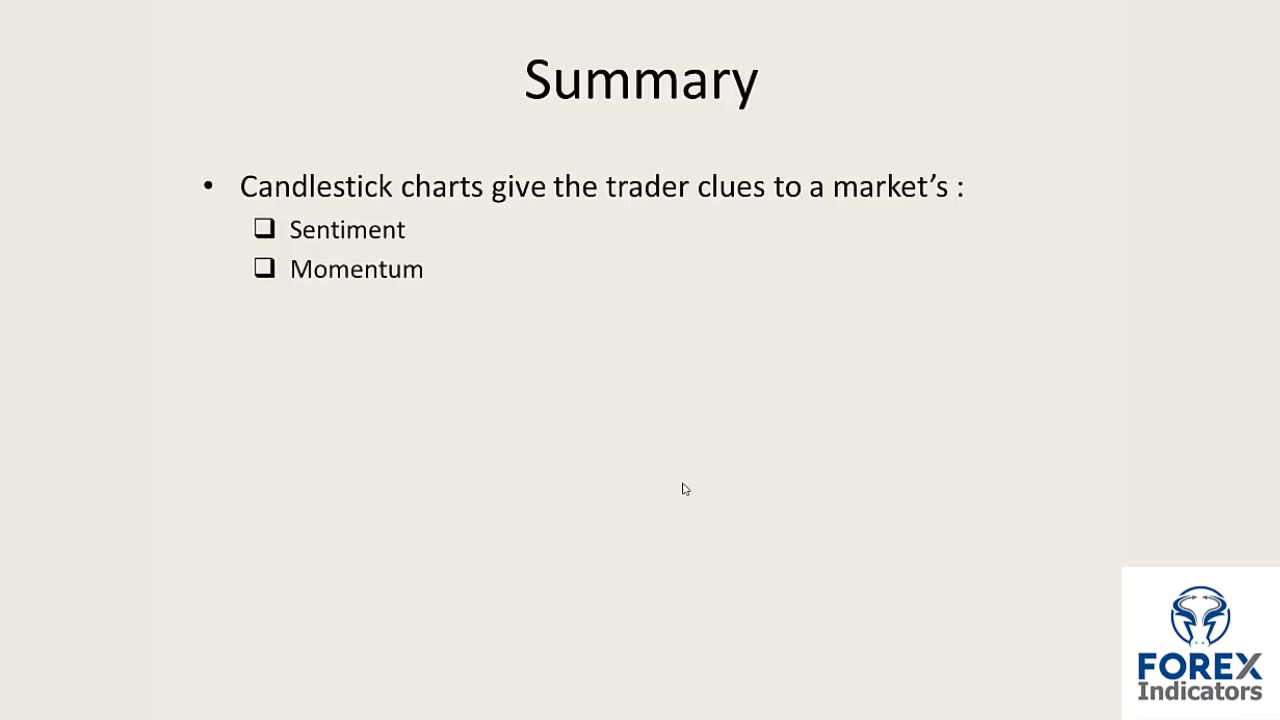 Summary
• Candlestick charts give the trader clues to a market’s :
❑ Sentiment
❑ Momentum
FOREX
Indicators